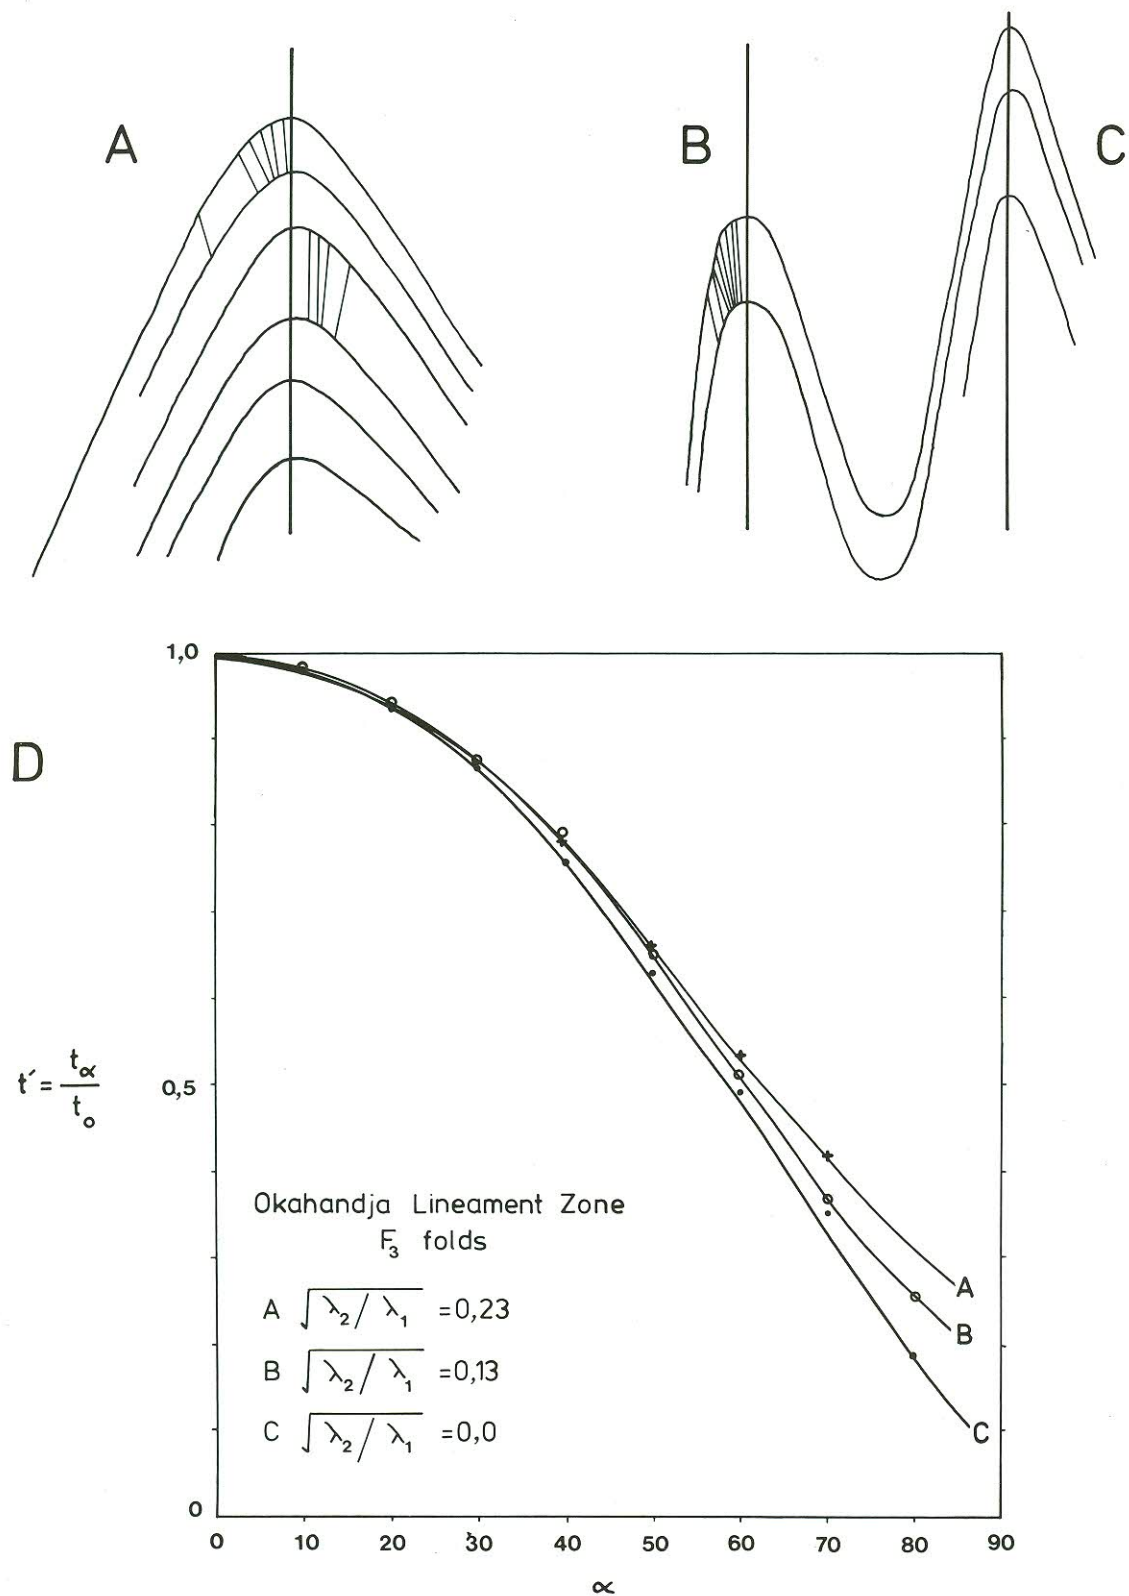 A
B
C
D
1,0
t′ = tα / t₀
0,5
Okahandja Lineament Zone
F₃ folds
A √λ₂/λ₁ =0,23
B √λ₂/λ₁ =0,13
C √λ₂/λ₁ =0,0
A
B
C
0
0 10 20 30 40 50 60 70 80 90
α